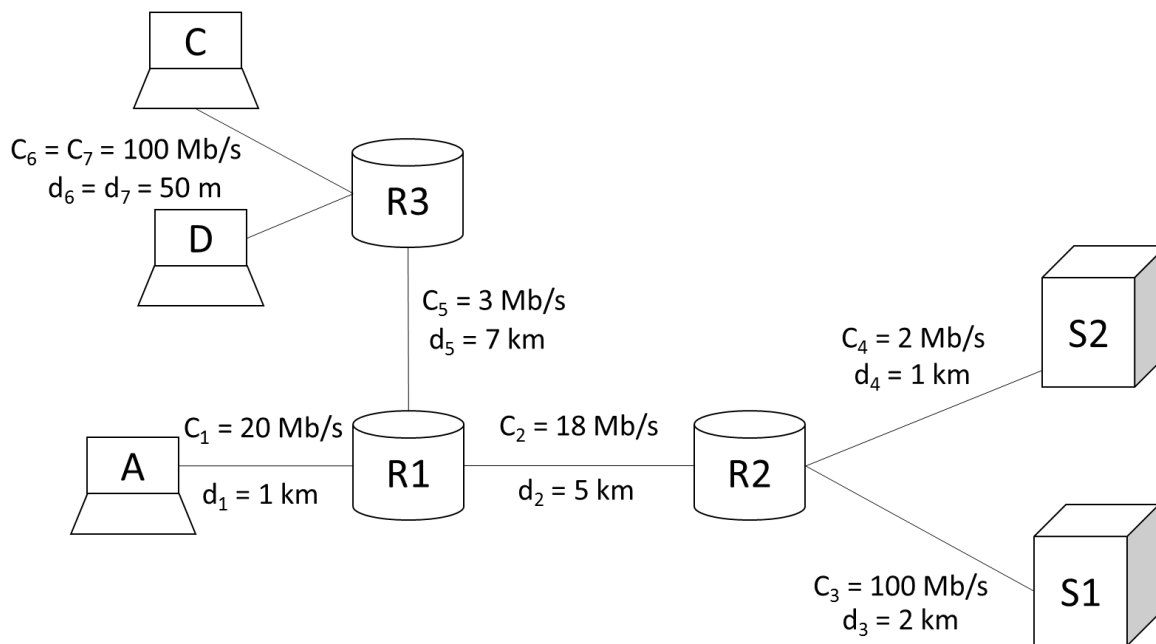 C
C₆ = C₇ = 100 Mb/s
d₆ = d₇ = 50 m
D
R3
C₅ = 3 Mb/s
d₅ = 7 km
S2
C₄ = 2 Mb/s
d₄ = 1 km
A
C₁ = 20 Mb/s
d₁ = 1 km
R1
C₂ = 18 Mb/s
d₂ = 5 km
R2
C₃ = 100 Mb/s
d₃ = 2 km
S1